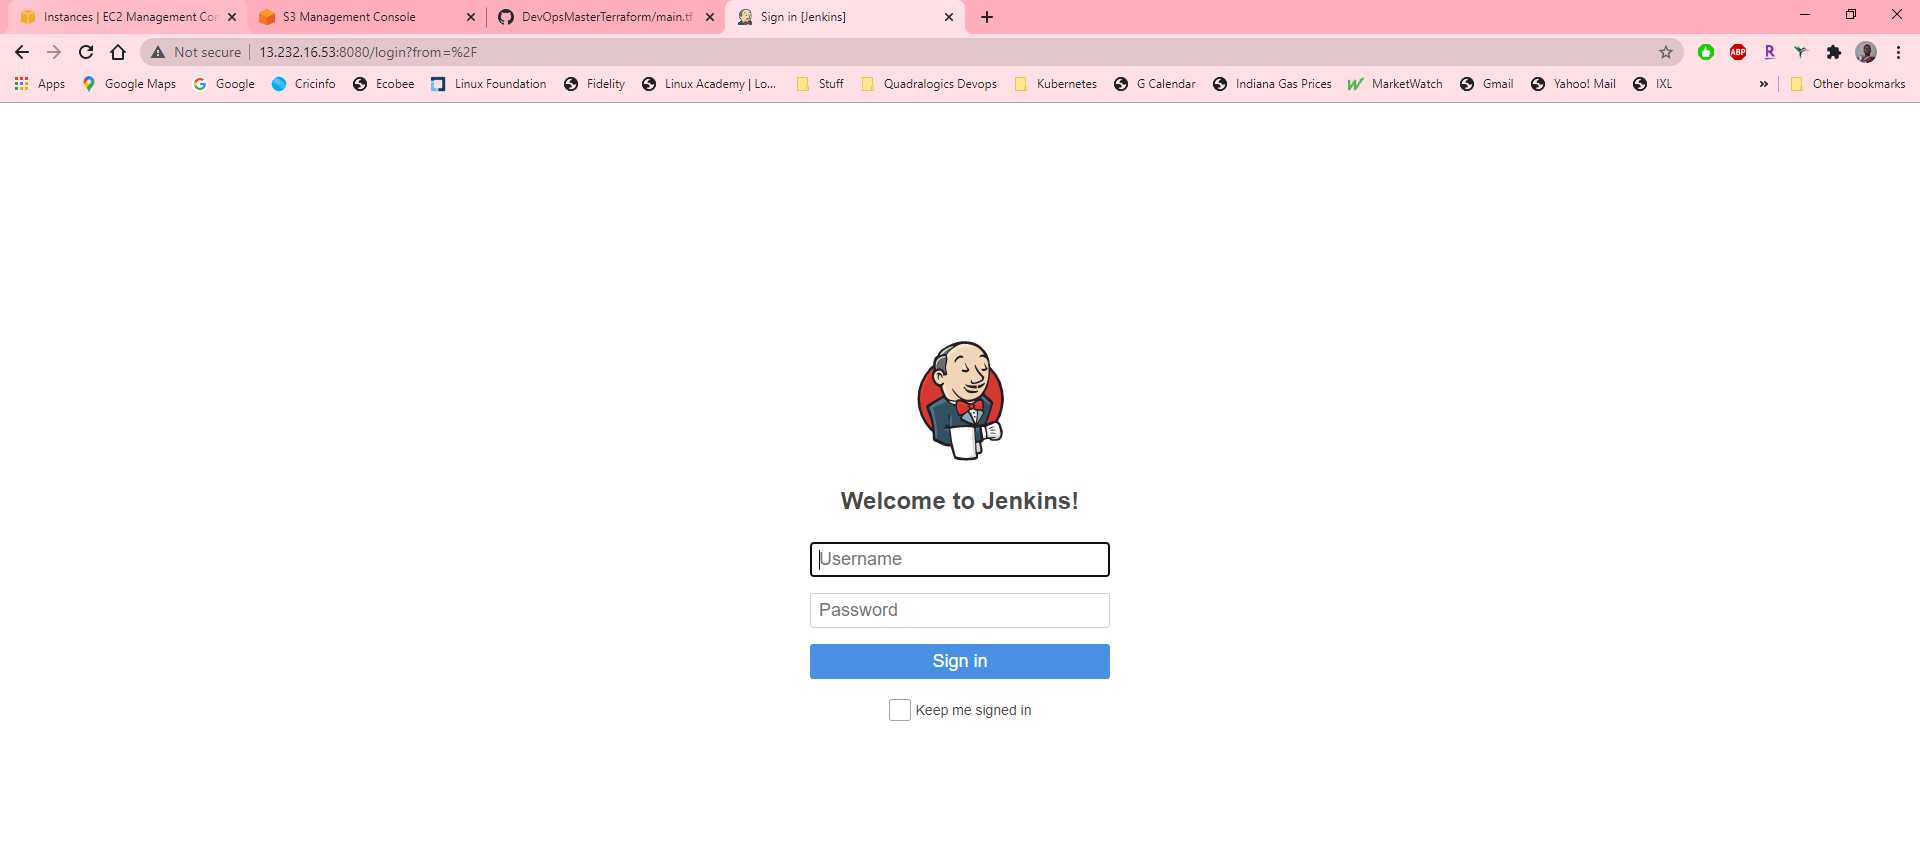 Instances | EC2 Management Con
S3 Management Console
DevOpsMasterTerraform/main.tf
Sign in [Jenkins]
Not secure
13.232.16.53:8080/login?from=%2F
ABP
R
Apps
Google Maps
Google
Cricinfo
Ecobee
Linux Foundation
Fidelity
Linux Academy | Lo...
Stuff
Quadralogics Devops
Kubernetes
G Calendar
Indiana Gas Prices
MarketWatch
Gmail
Yahoo! Mail
IXL
»
Other bookmarks
Welcome to Jenkins!
Username
Password
Sign in
Keep me signed in